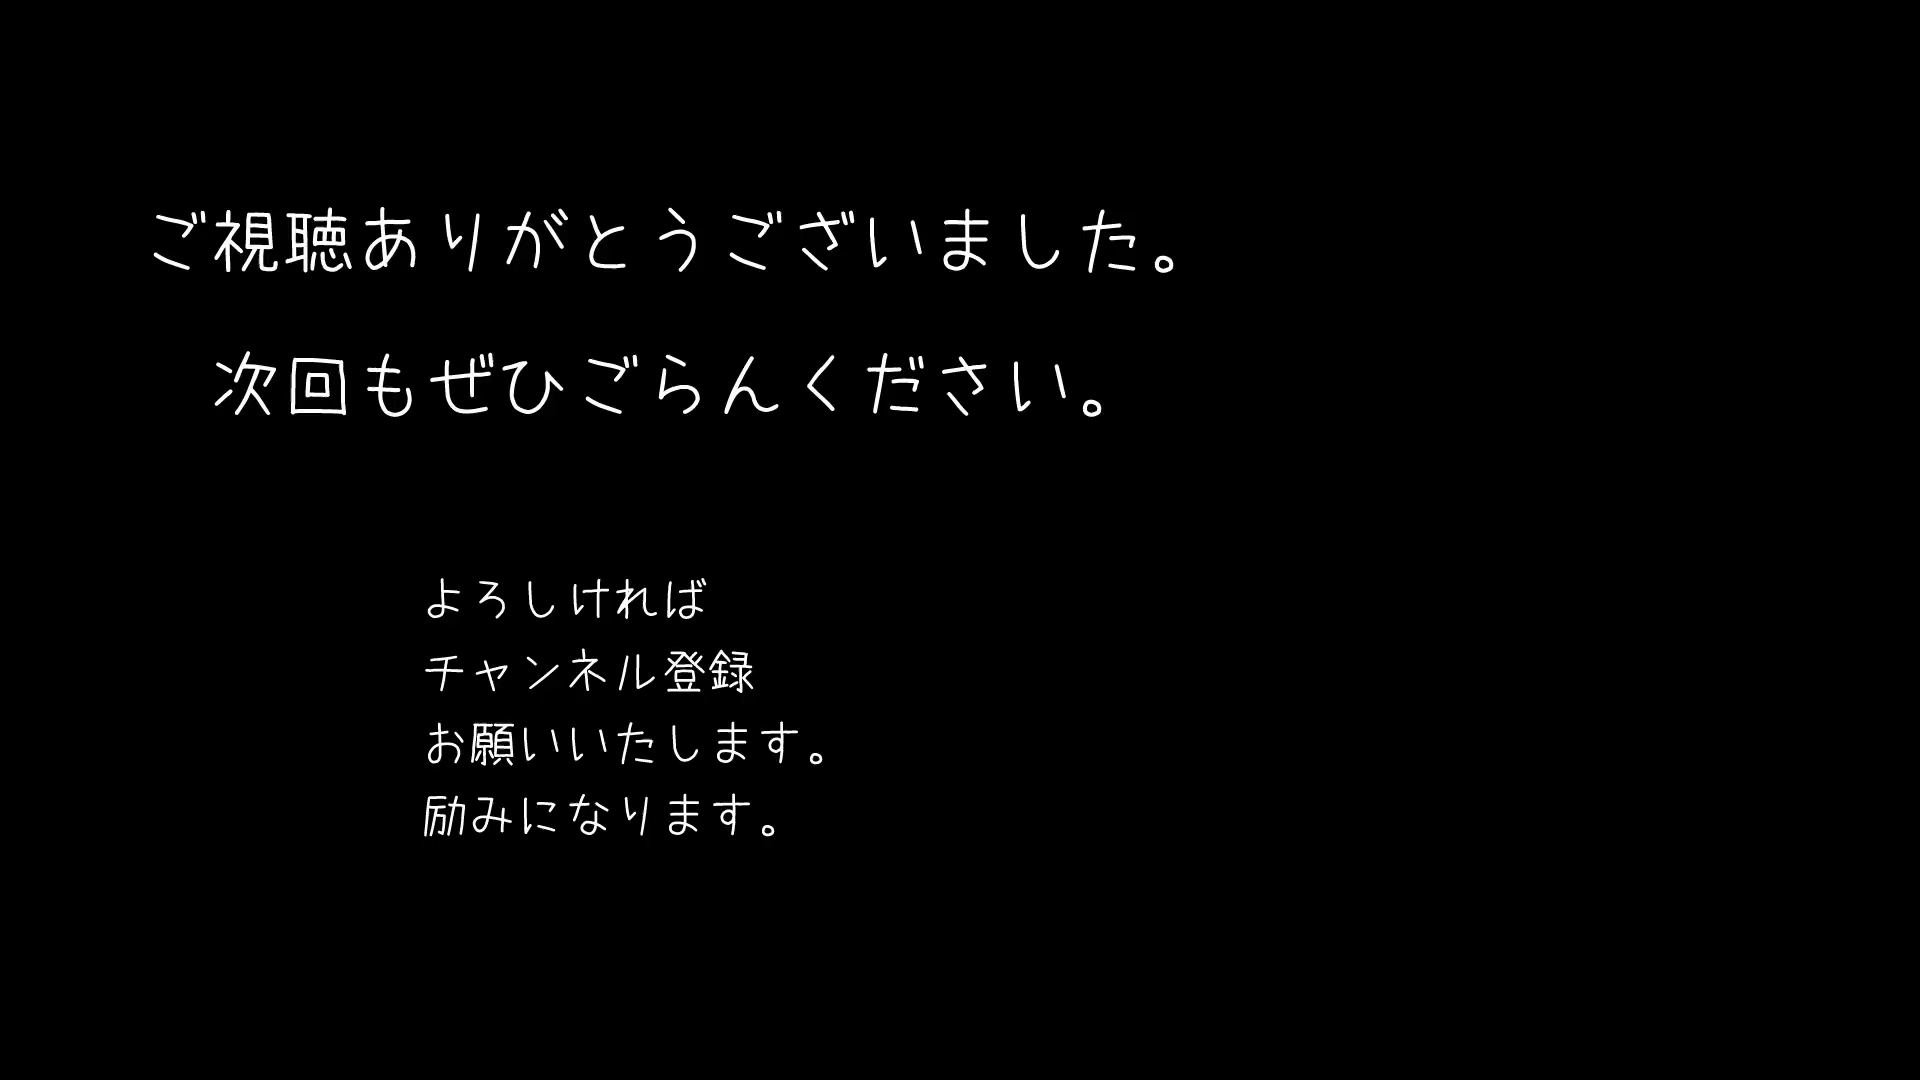 ご視聴ありがとうございました。
次回もぜひごらんください。
よろしければ
チャンネル登録
お願いいたします。
励みになります。